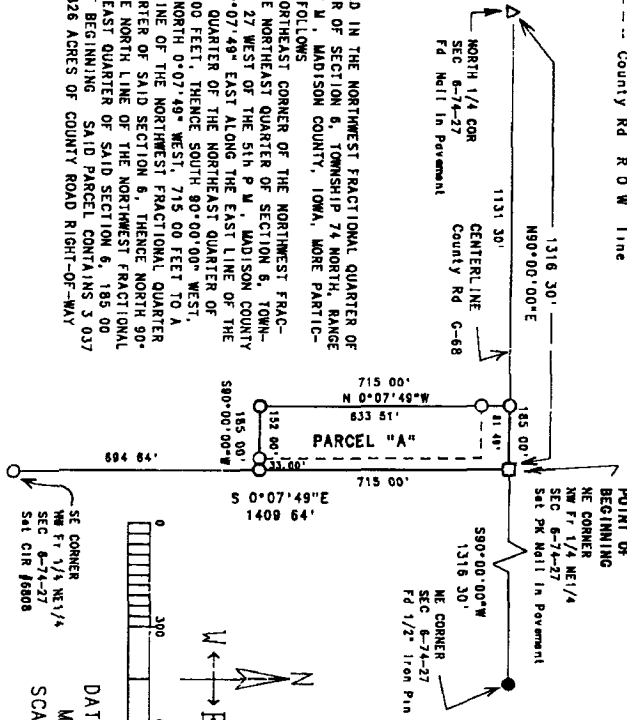 County Rd R O W line
NORTH 1/4 COR
SEC 6-74-27
Fd Nail in Pavement
1316 30'
N90°00'00"E
1131 30'
CENTERLINE
County Rd G-68
POINT OF
BEGINNING
NE CORNER
NW Fr 1/4 NE1/4
SEC 6-74-27
Set PK Nail in Pavement
S90°00'00"W
1316 30'
NE CORNER
SEC 6-74-27
Fd 1/2" Iron Pin
185 00'
81 49'
715 00'
N 0°07'49"W
633 51'
PARCEL "A"
715 00'
152 00'
33.00'
185 00'
S90°00'00"W
S 0°07'49"E
1409 64'
694 64'
SE CORNER
NW Fr 1/4 NE1/4
SEC 6-74-27
Set CIR #6808
D IN THE NORTHWEST FRACTIONAL QUARTER OF
R OF SECTION 6, TOWNSHIP 74 NORTH, RANGE
M , MADISON COUNTY, IOWA, MORE PARTIC-
FOLLOWS
ORTHEAST CORNER OF THE NORTHWEST FRAC-
E NORTHEAST QUARTER OF SECTION 6, TOWN-
27 WEST OF THE 5th P M , MADISON COUNTY
°07'49" EAST ALONG THE EAST LINE OF THE
QUARTER OF THE NORTHEAST QUARTER OF
00 FEET, THENCE SOUTH 90°00'00" WEST,
NORTH 0°07'49" WEST, 715 00 FEET TO A
INE OF THE NORTHWEST FRACTIONAL QUARTER
RTER OF SAID SECTION 6, THENCE NORTH 90°
E NORTH LINE OF THE NORTHWEST FRACTIONAL
EAST QUARTER OF SAID SECTION 6, 185 00
BEGINNING SAID PARCEL CONTAINS 3 037
426 ACRES OF COUNTY ROAD RIGHT-OF-WAY
0 300
N
W E
DAT
M
SCA